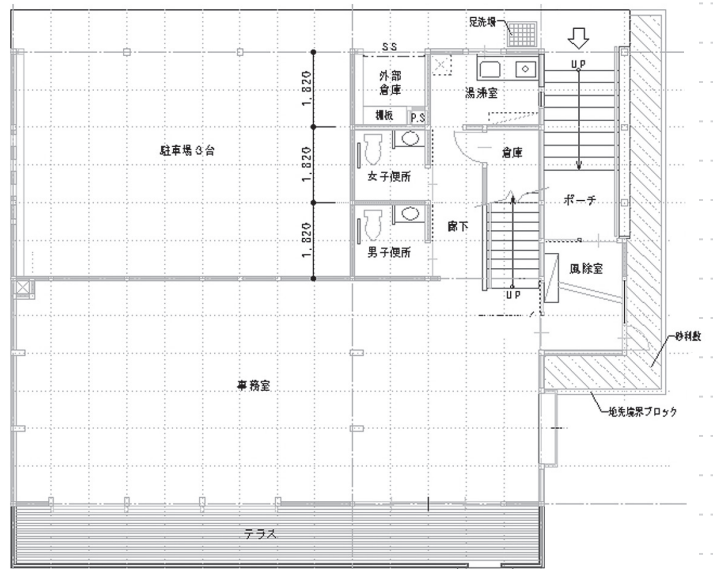 足洗場
SS
UP
外部
倉庫
湯沸室
1,820
棚板
P.S
駐車場3台
倉庫
1,820
女子便所
ポーチ
廊下
1,820
男子便所
風除室
UP
砂利敷
事務室
地先境界ブロック
テラス